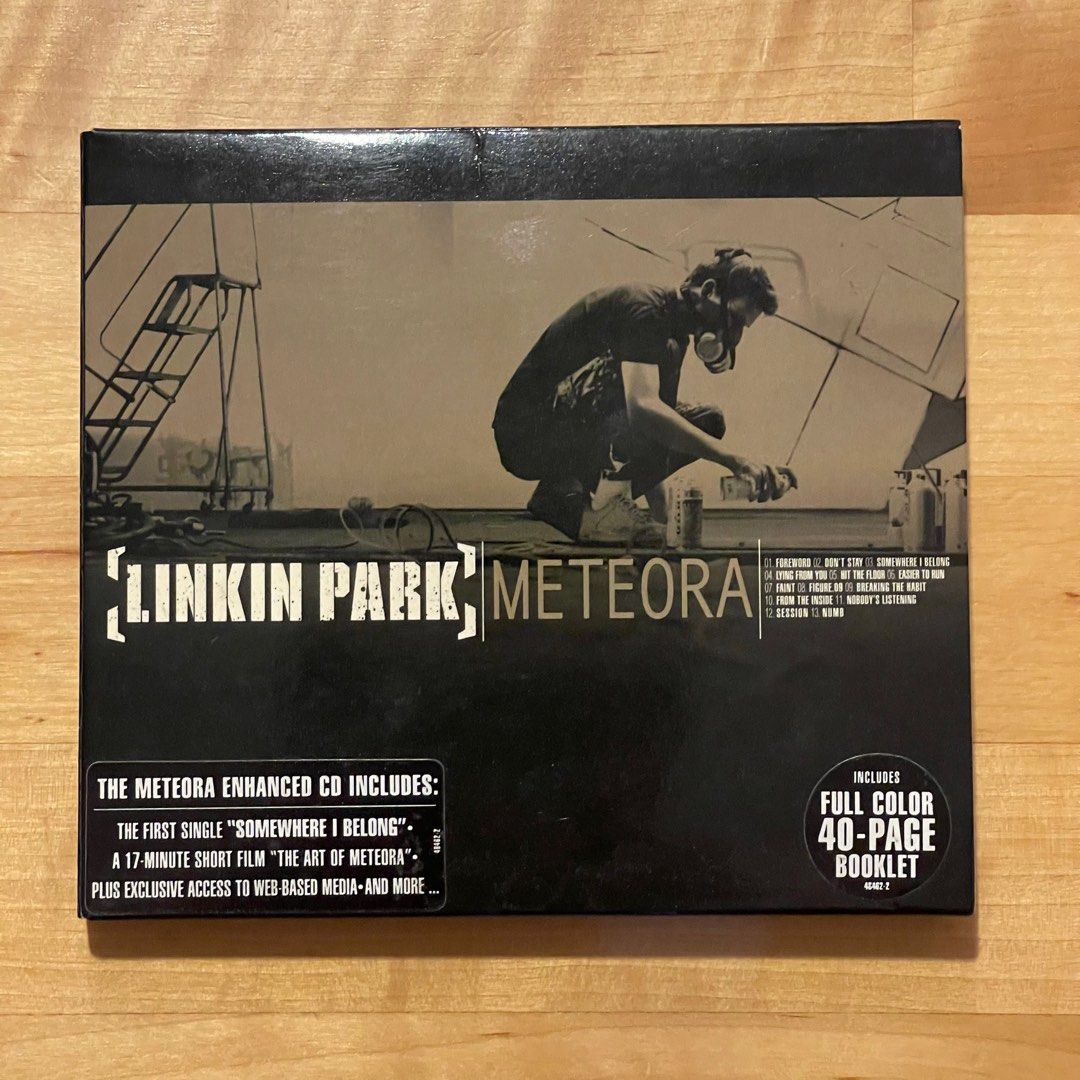 [LINKIN PARK]
METEORA
01. FOREWORD 02. DON'T STAY 03. SOMEWHERE I BELONG
04. LYING FROM YOU 05. HIT THE FLOOR 06. EASIER TO RUN
07. FAINT 08. FIGURE.09 09. BREAKING THE HABIT
10. FROM THE INSIDE 11. NOBODY'S LISTENING
12. SESSION 13. NUMB
THE METEORA ENHANCED CD INCLUDES:
THE FIRST SINGLE "SOMEWHERE I BELONG"•
A 17-MINUTE SHORT FILM "THE ART OF METEORA"•
PLUS EXCLUSIVE ACCESS TO WEB-BASED MEDIA•AND MORE ...
48462-2
INCLUDES
FULL COLOR
40-PAGE
BOOKLET
48462-2